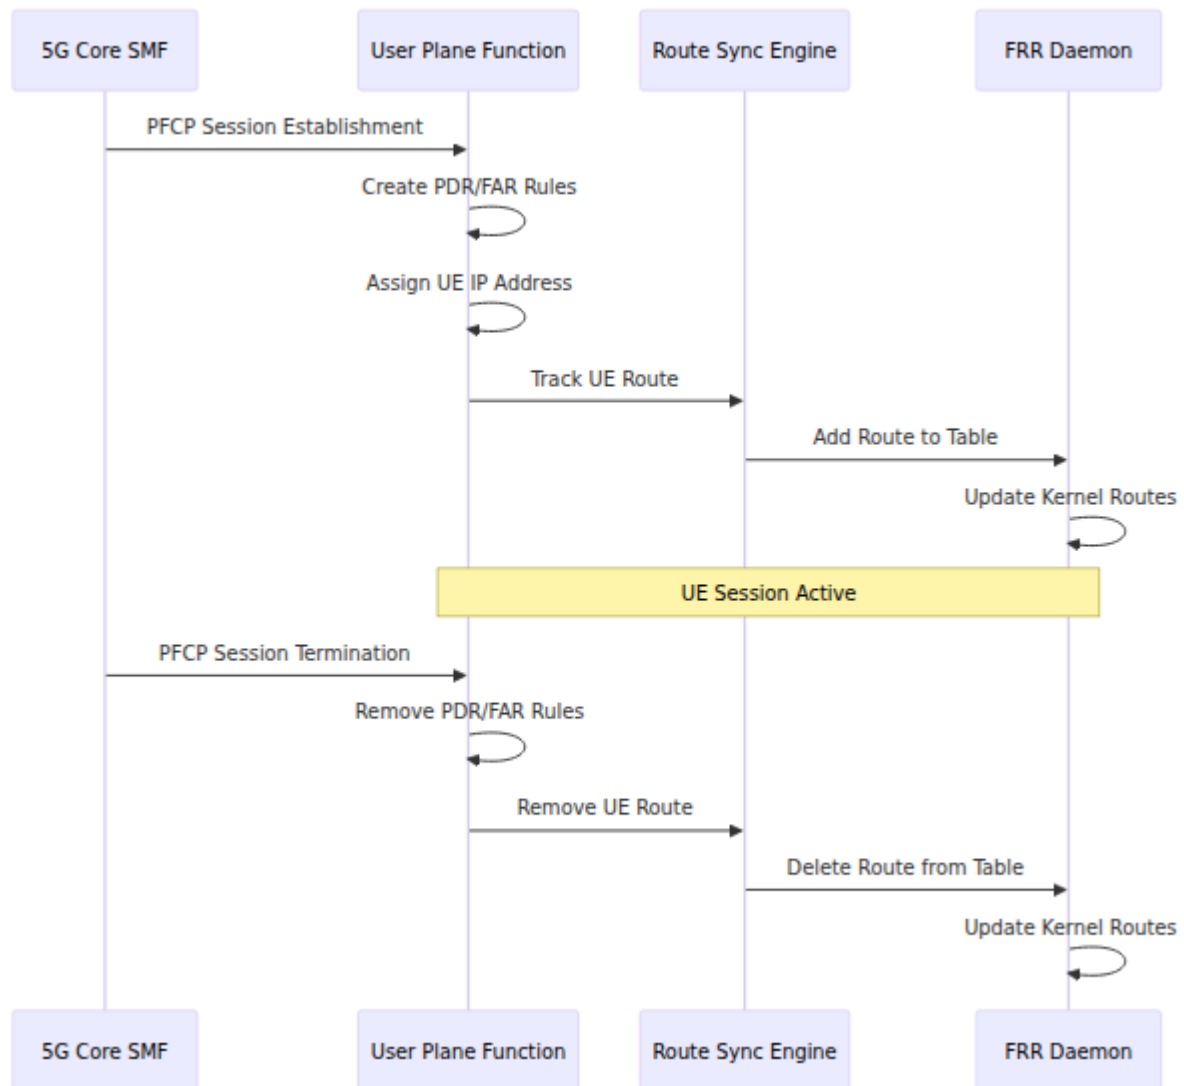 5G Core SMF
User Plane Function
Route Sync Engine
FRR Daemon
PFCP Session Establishment
Create PDR/FAR Rules
Assign UE IP Address
Track UE Route
Add Route to Table
Update Kernel Routes
UE Session Active
PFCP Session Termination
Remove PDR/FAR Rules
Remove UE Route
Delete Route from Table
Update Kernel Routes
5G Core SMF
User Plane Function
Route Sync Engine
FRR Daemon